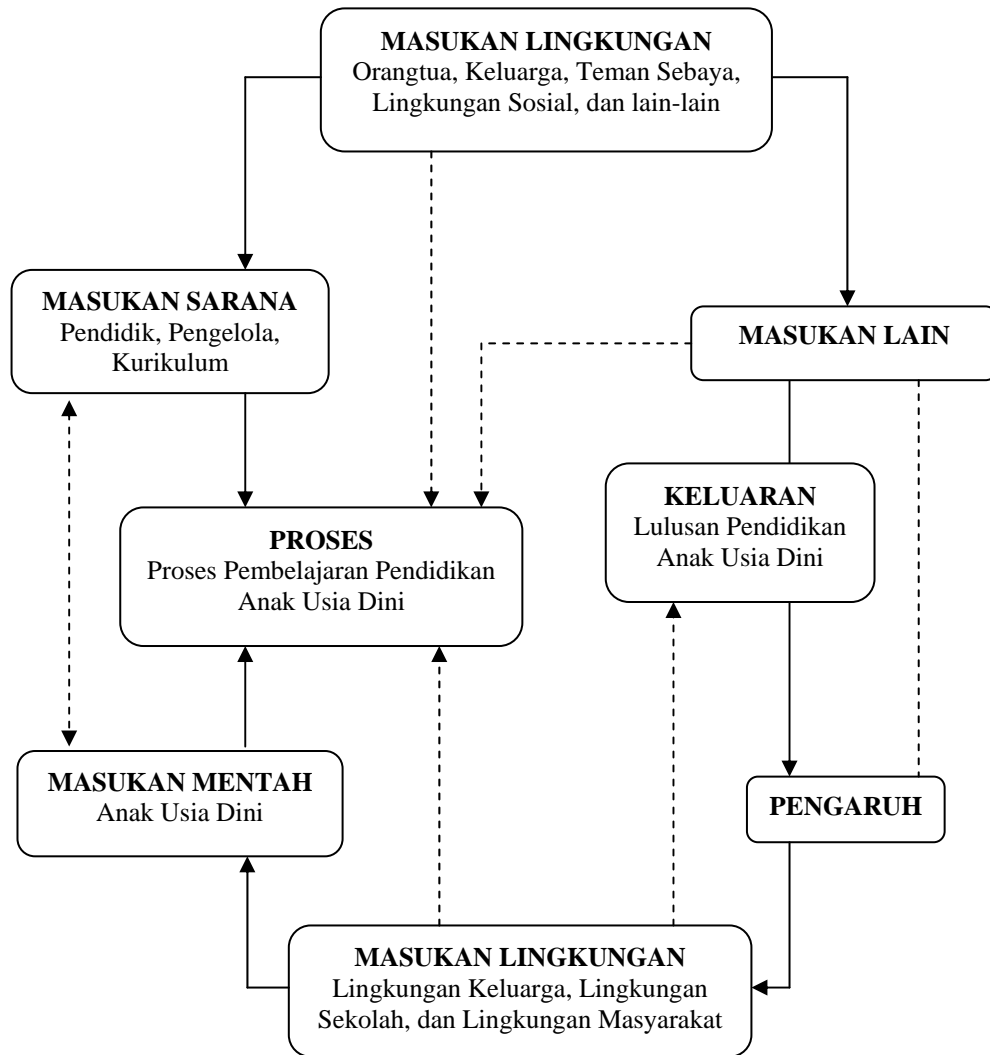 MASUKAN LINGKUNGAN
Orangtua, Keluarga, Teman Sebaya,
Lingkungan Sosial, dan lain-lain
MASUKAN SARANA
Pendidik, Pengelola,
Kurikulum
MASUKAN LAIN
KELUARAN
Lulusan Pendidikan
Anak Usia Dini
PROSES
Proses Pembelajaran Pendidikan
Anak Usia Dini
MASUKAN MENTAH
Anak Usia Dini
PENGARUH
MASUKAN LINGKUNGAN
Lingkungan Keluarga, Lingkungan
Sekolah, dan Lingkungan Masyarakat